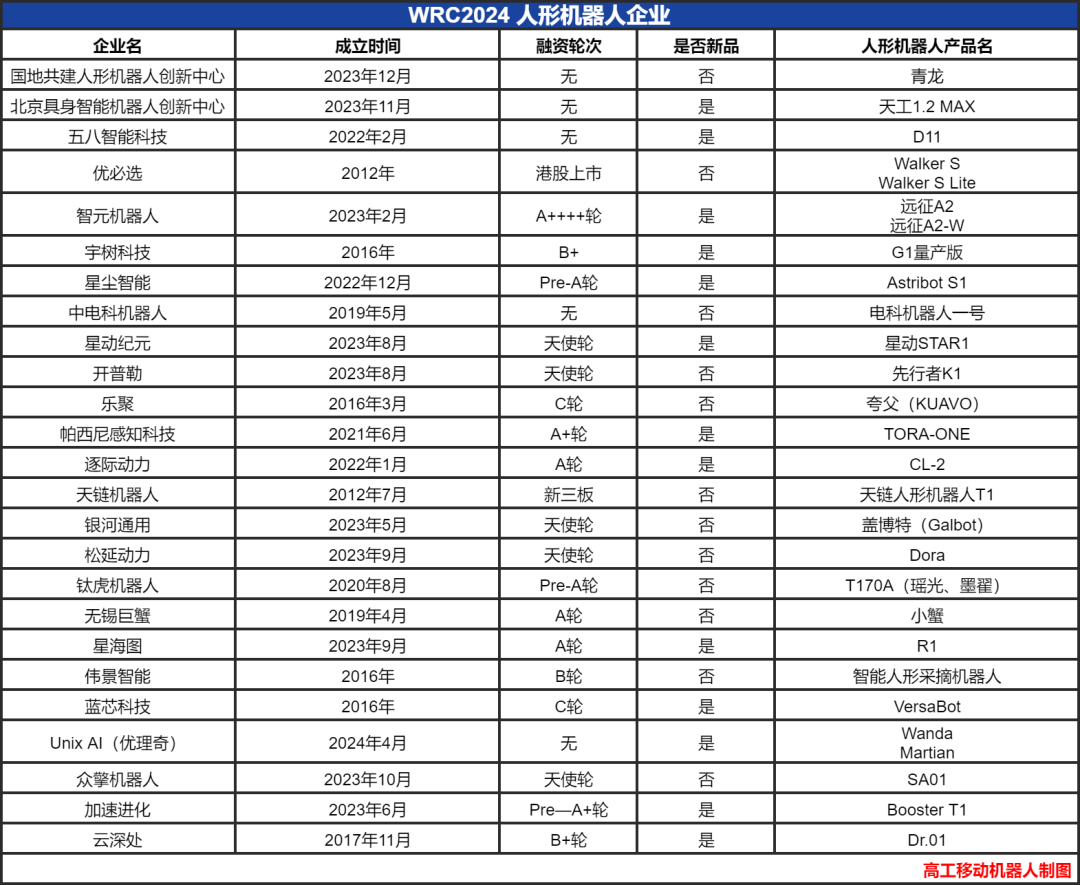 WRC2024 人形机器人企业
企业名 成立时间 融资轮次 是否新品 人形机器人产品名
国地共建人形机器人创新中心 2023年12月 无 否 青龙
北京具身智能机器人创新中心 2023年11月 无 是 天工1.2 MAX
五八智能科技 2022年2月 无 是 D11
优必选 2012年 港股上市 否 Walker S
Walker S Lite
智元机器人 2023年2月 A++++轮 是 远征A2
远征A2-W
宇树科技 2016年 B+ 是 G1量产版
星尘智能 2022年12月 Pre-A轮 是 Astribot S1
中电科机器人 2019年5月 无 否 电科机器人一号
星动纪元 2023年8月 天使轮 是 星动STAR1
开普勒 2023年8月 天使轮 否 先行者K1
乐聚 2016年3月 C轮 否 夸父（KUAVO）
帕西尼感知科技 2021年6月 A+轮 是 TORA-ONE
逐际动力 2022年1月 A轮 是 CL-2
天链机器人 2012年7月 新三板 否 天链人形机器人T1
银河通用 2023年5月 天使轮 否 盖博特（Galbot）
松延动力 2023年9月 天使轮 否 Dora
钛虎机器人 2020年8月 Pre-A轮 否 T170A（瑶光、墨翟）
无锡巨蟹 2019年4月 A轮 否 小蟹
星海图 2023年9月 A轮 是 R1
伟景智能 2016年 B轮 否 智能人形采摘机器人
蓝芯科技 2016年 C轮 是 VersaBot
Unix AI（优理奇） 2024年4月 无 是 Wanda
Martian
众擎机器人 2023年10月 天使轮 否 SA01
加速进化 2023年6月 Pre—A+轮 是 Booster T1
云深处 2017年11月 B+轮 是 Dr.01
高工移动机器人制图